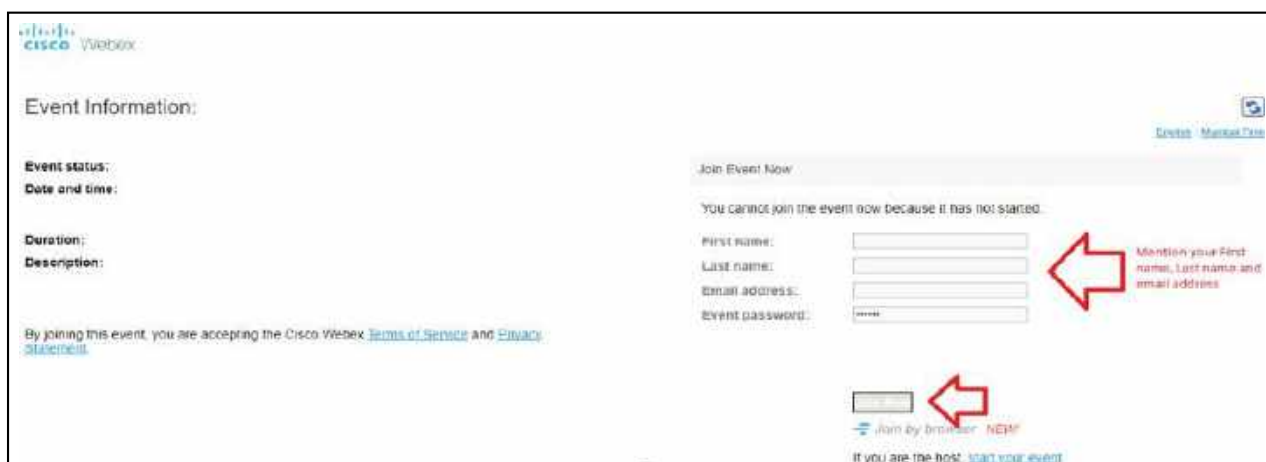 CISCO Webex
Event Information:
English
Event status:
Date and time:
Duration:
Description:
By joining this event, you are accepting the Cisco Webex Terms of Service and Privacy
Statement.
Join Event Now
You cannot join the event now because it has not started.
First name:
Last name:
Email address:
Event password:
Mention your First
name, Last name and
email address
Join by browser NEW!
If you are the host, start your event